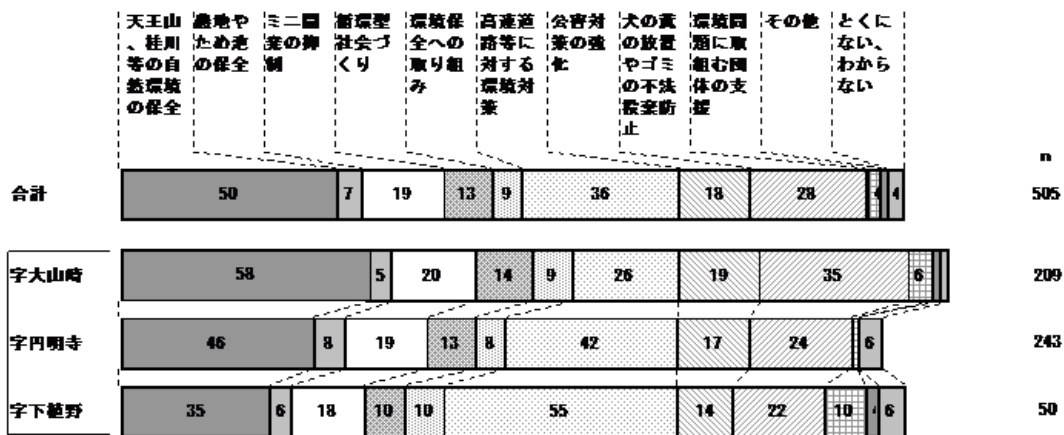 天王山、桂川等の自然環境の保全
農地やため池の保全
ミニ開発の抑制
循環型社会づくり
環境保全への取り組み
高速道路等に対する環境対策
公害対策の強化
犬の糞の放置やゴミの不法投棄防止
環境問題に取組む団体の支援
その他
とくにない、わからない
n
合計 50 7 19 13 9 36 18 28 4 4 505
字大山崎 58 5 20 14 9 26 19 35 6 209
字円明寺 46 8 19 13 8 42 17 24 6 243
字下植野 35 6 18 10 10 55 14 22 10 4 6 50